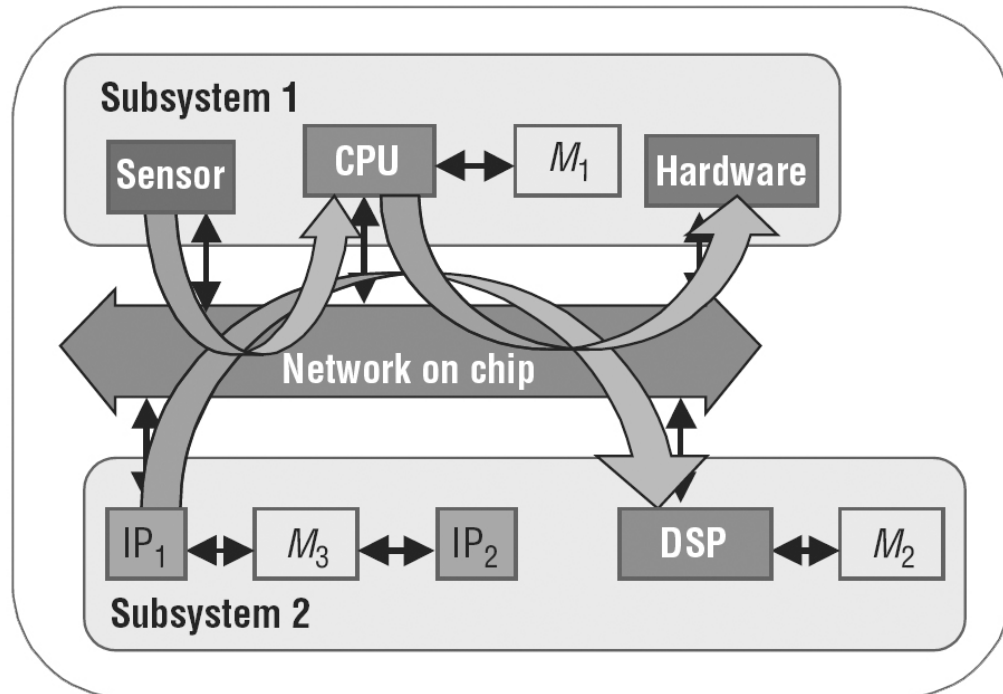 Subsystem 1
Sensor
CPU
M₁
Hardware
Network on chip
IP₁
M₃
IP₂
DSP
M₂
Subsystem 2